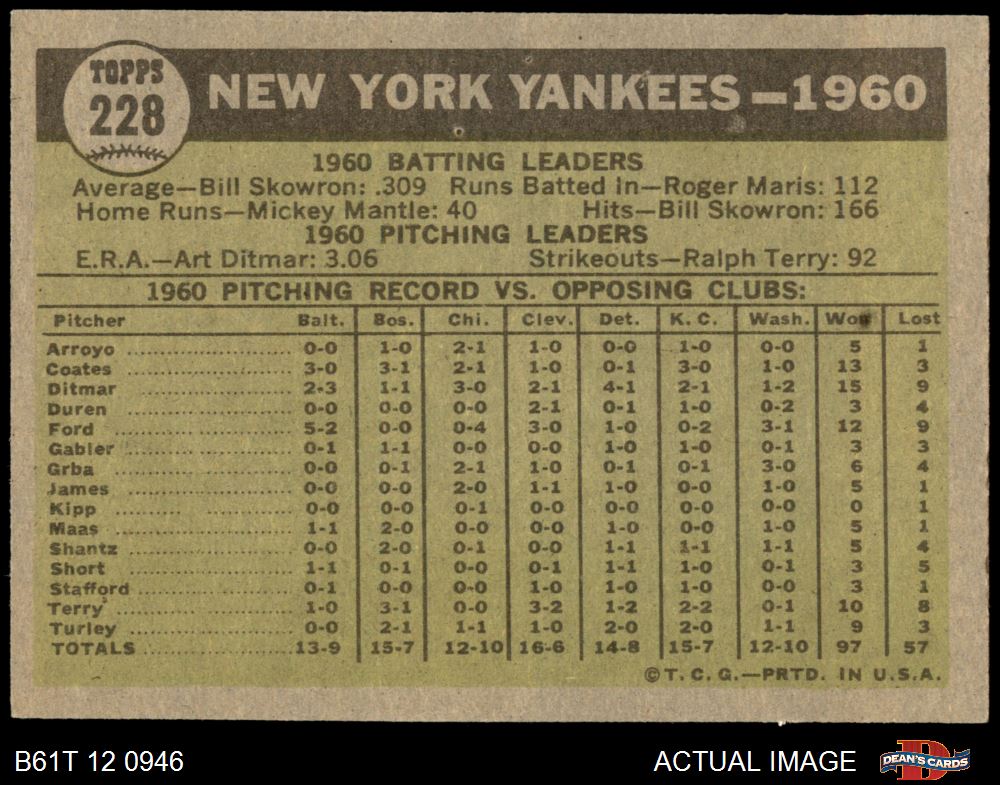 TOPPS
228
NEW YORK YANKEES—1960
1960 BATTING LEADERS
Average—Bill Skowron: .309 Runs Batted In—Roger Maris: 112
Home Runs—Mickey Mantle: 40 Hits—Bill Skowron: 166
1960 PITCHING LEADERS
E.R.A.—Art Ditmar: 3.06 Strikeouts—Ralph Terry: 92
1960 PITCHING RECORD VS. OPPOSING CLUBS:
Pitcher Balt. Bos. Chi. Clev. Det. K. C. Wash. Won Lost
Arroyo 0-0 1-0 2-1 1-0 0-0 1-0 0-0 5 1
Coates 3-0 3-1 2-1 1-0 0-1 3-0 1-0 13 3
Ditmar 2-3 1-1 3-0 2-1 4-1 2-1 1-2 15 9
Duren 0-0 0-0 0-0 2-1 0-1 1-0 0-2 3 4
Ford 5-2 0-0 0-4 3-0 1-0 0-2 3-1 12 9
Gabler 0-1 1-1 0-0 0-0 1-0 1-0 0-1 3 3
Grba 0-0 0-1 2-1 1-0 0-1 0-1 3-0 6 4
James 0-0 0-0 2-0 1-1 1-0 0-0 1-0 5 1
Kipp 0-0 0-0 0-1 0-0 0-0 0-0 0-0 0 1
Maas 1-1 2-0 0-0 0-0 1-0 0-0 1-0 5 1
Shantz 0-0 2-0 0-1 0-0 1-1 1-1 1-1 5 4
Short 1-1 0-1 0-0 0-1 1-1 1-0 0-1 3 5
Stafford 0-1 0-0 0-0 1-0 1-0 1-0 0-0 3 1
Terry 1-0 3-1 0-0 3-2 1-2 2-2 0-1 10 8
Turley 0-0 2-1 1-1 1-0 2-0 2-0 1-1 9 3
TOTALS 13-9 15-7 12-10 16-6 14-8 15-7 12-10 97 57
©T. C. G.—PRTD. IN U.S.A.
B61T 12 0946 ACTUAL IMAGE
DEAN'S CARDS